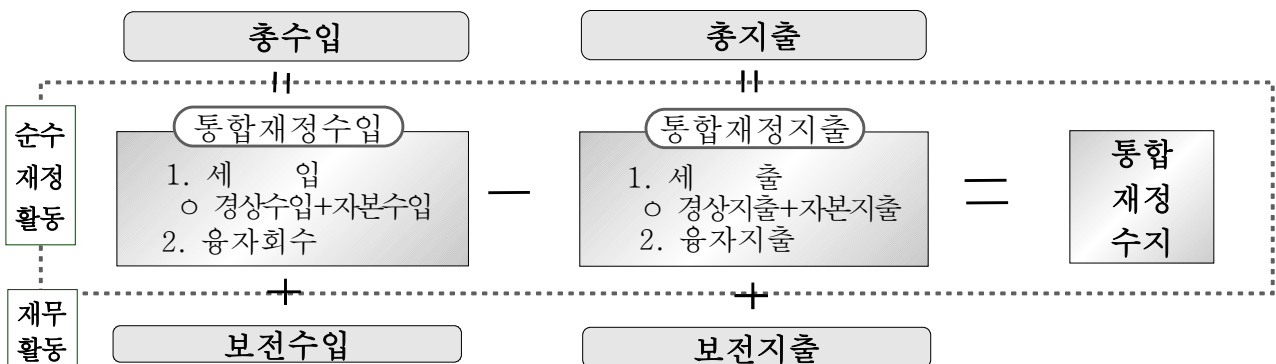 총수입
총지출
순수
재정
활동
통합재정수입
1. 세 입
ㅇ 경상수입+자본수입
2. 융자회수
통합재정지출
1. 세 출
ㅇ 경상지출+자본지출
2. 융자지출
통합
재정
수지
재무
활동
보전수입
보전지출